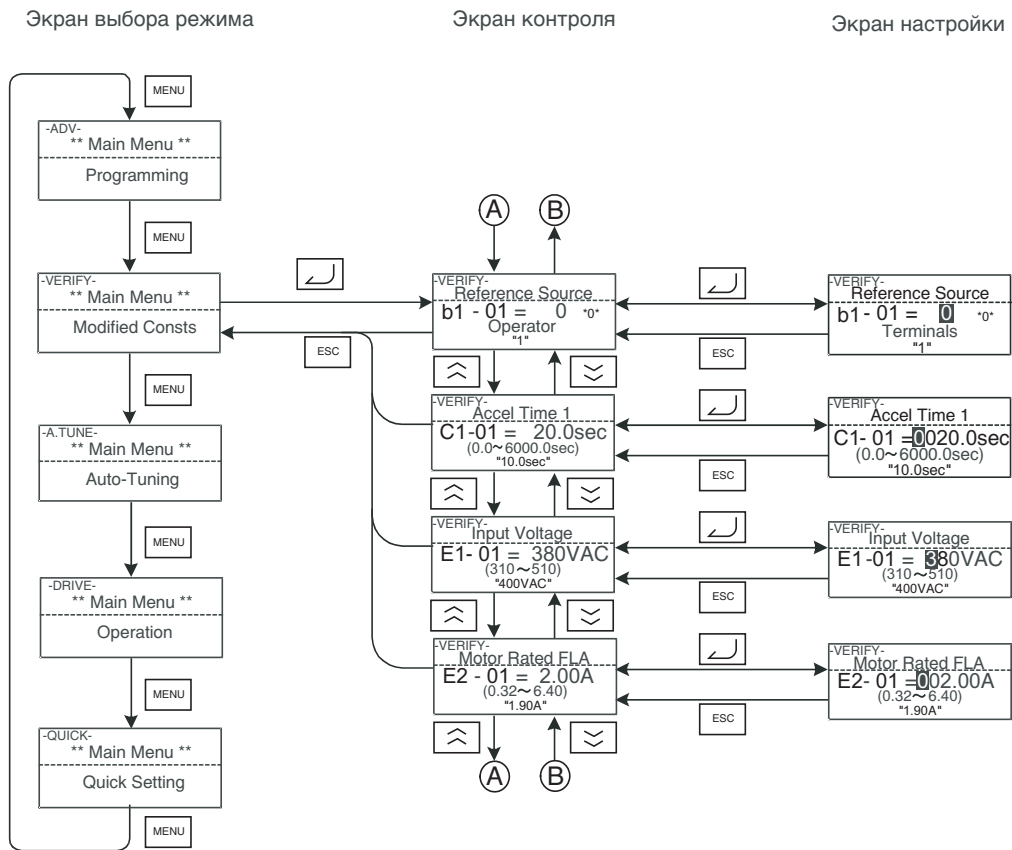 Экран выбора режима
Экран контроля
Экран настройки
MENU
-ADV-
** Main Menu **
Programming
MENU
-VERIFY-
** Main Menu **
Modified Consts
MENU
-A.TUNE-
** Main Menu **
Auto-Tuning
MENU
-DRIVE-
** Main Menu **
Operation
MENU
-QUICK-
** Main Menu **
Quick Setting
MENU
ESC
A B
-VERIFY-
Reference Source
b1 - 01 = 0 *0*
Operator
"1"
-VERIFY-
Accel Time 1
C1-01 = 20.0sec
(0.0~6000.0sec)
"10.0sec"
-VERIFY-
Input Voltage
E1- 01 = 380VAC
(310~510)
"400VAC"
-VERIFY-
Motor Rated FLA
E2 - 01 = 2.00A
(0.32~6.40)
"1.90A"
A B
ESC
ESC
ESC
ESC
-VERIFY-
Reference Source
b1 - 01 = 0 *0*
Terminals
"1"
-VERIFY-
Accel Time 1
C1- 01 =0020.0sec
(0.0~6000.0sec)
"10.0sec"
-VERIFY-
Input Voltage
E1 -01 = 380VAC
(310~510)
"400VAC"
-VERIFY-
Motor Rated FLA
E2- 01 =002.00A
(0.32~6.40)
"1.90A"